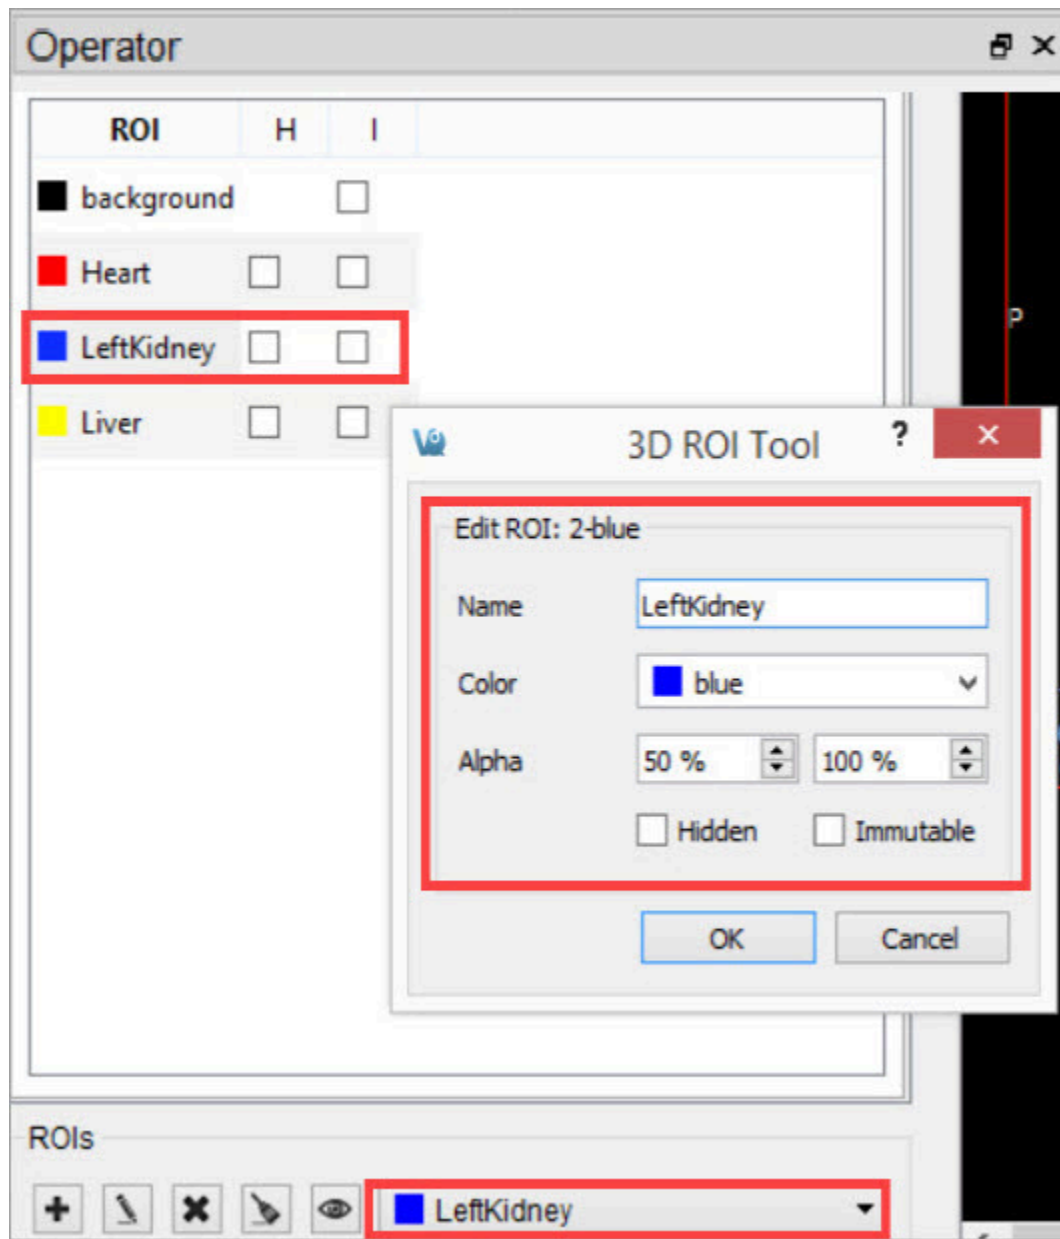 Operator
ROI H I
background
Heart
LeftKidney
Liver
P
3D ROI Tool ?
Edit ROI: 2-blue
Name LeftKidney
Color blue
Alpha 50 % 100 %
Hidden Immutable
OK Cancel
ROIs
LeftKidney